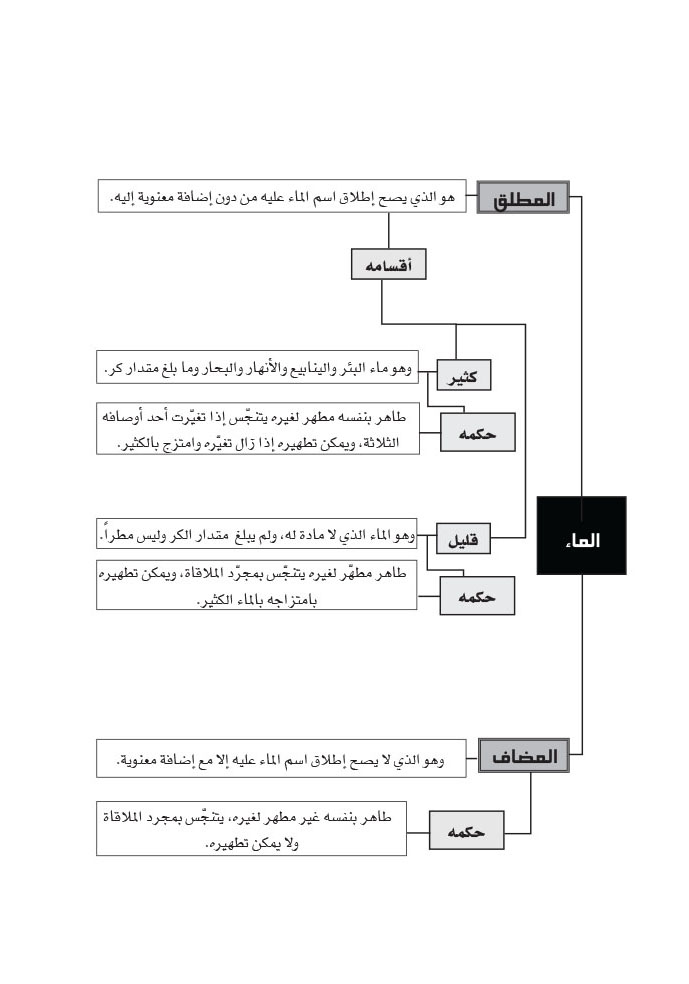 المطلق
هو الذي يصح إطلاق اسم الماء عليه من دون إضافة معنوية إليه.
أقسامه
كثير
وهو ماء البئر والينابيع والأنهار والبحار وما بلغ مقدار كر.
حكمه
طاهر بنفسه مطهر لغيره يتنجّس إذا تغيّرت أحد أوصافه
الثلاثة، ويمكن تطهيره إذا زال تغيّره وامتزج بالكثير.
الماء
قليل
وهو الماء الذي لا مادة له، ولم يبلغ مقدار الكر وليس مطراً.
حكمه
طاهر مطهّر لغيره يتنجّس بمجرّد الملاقاة، ويمكن تطهيره
بامتزاجه بالماء الكثير.
المضاف
وهو الذي لا يصح إطلاق اسم الماء عليه إلا مع إضافة معنوية.
حكمه
طاهر بنفسه غير مطهر لغيره، يتنجّس بمجرد الملاقاة
ولا يمكن تطهيره.